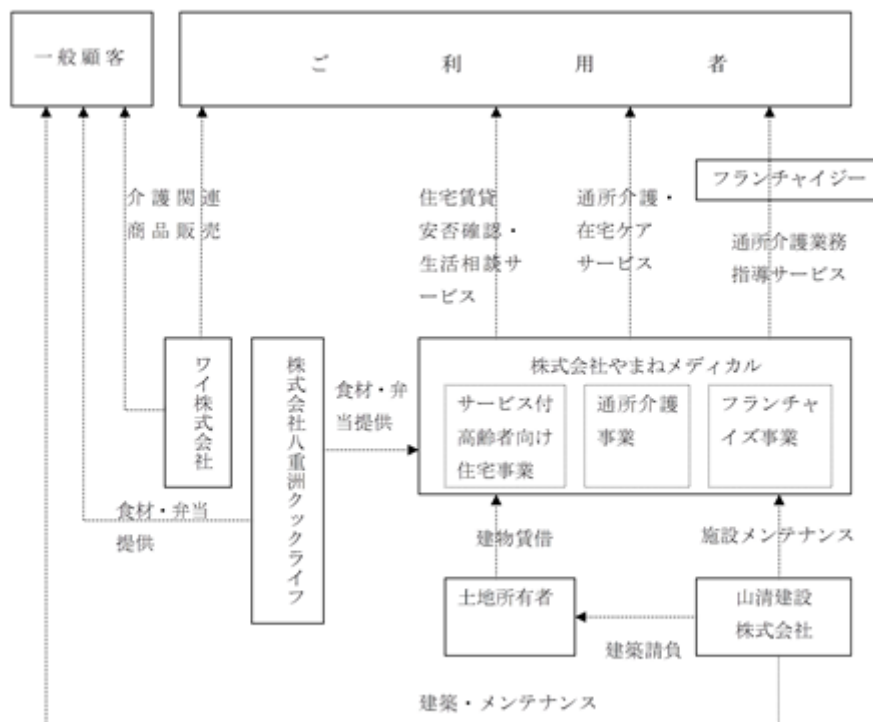 一般顧客
ご利用者
フランチャイジー
介護関連
商品販売
住宅賃貸
安否確認・
生活相談サ
ービス
通所介護・
在宅ケア
サービス
通所介護業務
指導サービス
ワイ株式会社
株式会社八重洲クックライフ
食材・弁
当提供
株式会社やまねメディカル
サービス付
高齢者向け
住宅事業
通所介護
事業
フランチャ
イズ事業
食材・弁当
提供
建物賃借
施設メンテナンス
土地所有者
山清建設
株式会社
建築請負
建築・メンテナンス